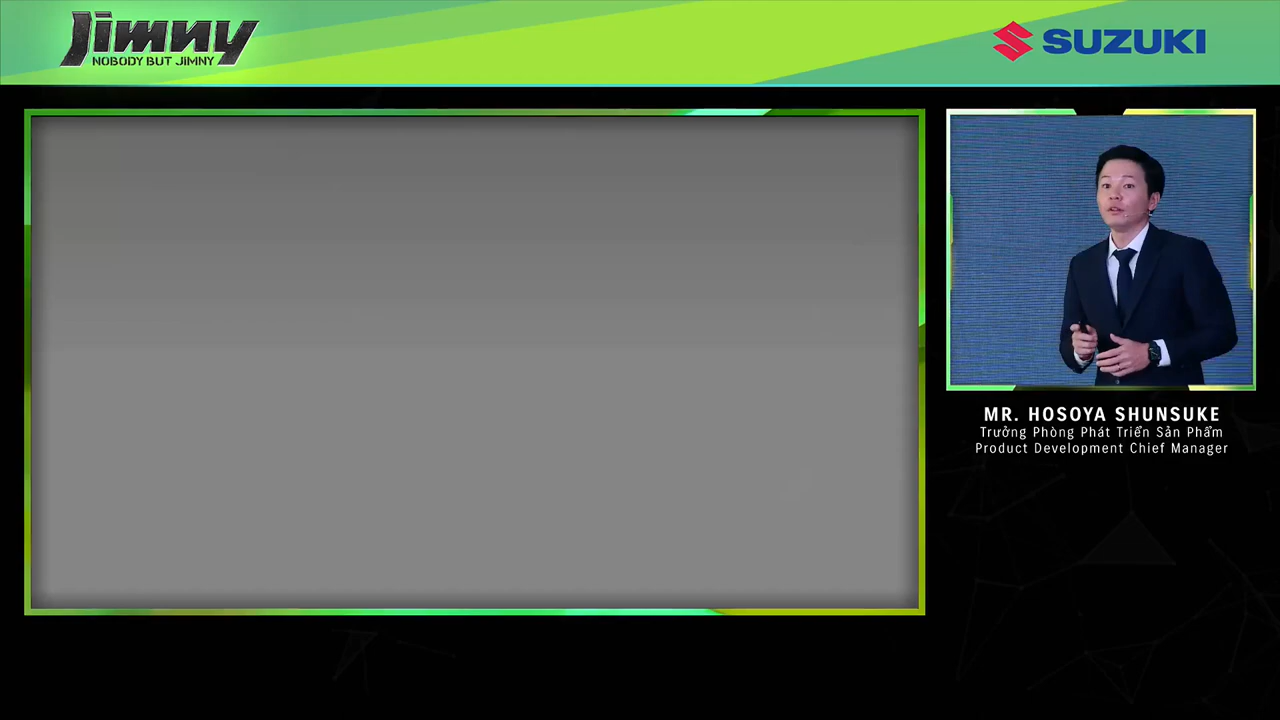 Jimny
NOBODY BUT JIMNY
SUZUKI
MR. HOSOYA SHUNSUKE
Trưởng Phòng Phát Triển Sản Phẩm
Product Development Chief Manager